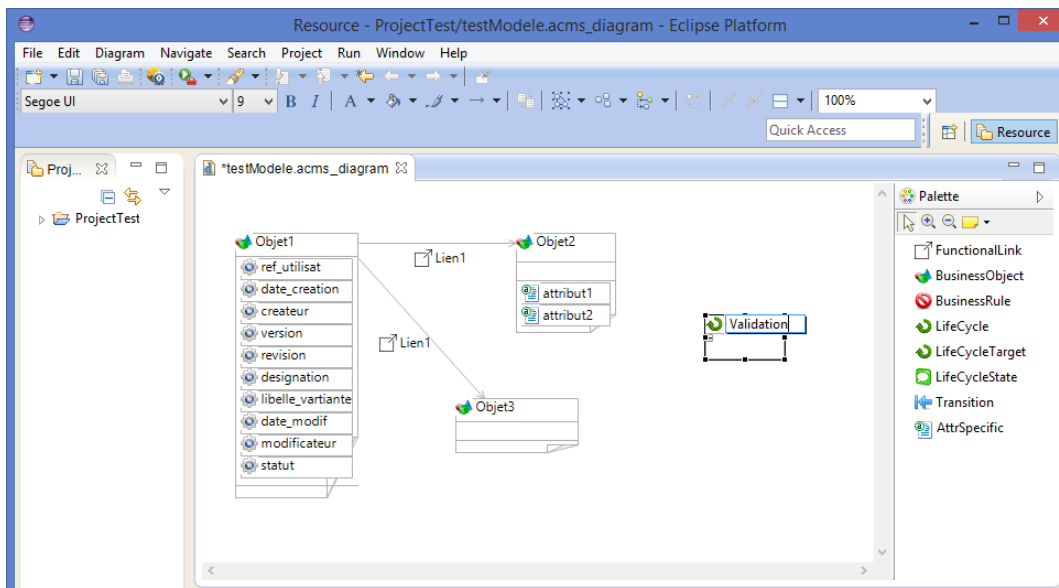 Resource - ProjectTest/testModele.acms_diagram - Eclipse Platform
File Edit Diagram Navigate Search Project Run Window Help
Segoe UI 9 B I A 100%
Quick Access Resource
Proj... *testModele.acms_diagram
ProjectTest
Objet1
ref_utilisat
date_creation
createur
version
revision
designation
libelle_vartiante
date_modif
modificateur
statut
Lien1
Lien1
Objet2
attribut1
attribut2
Objet3
Validation
Palette
FunctionalLink
BusinessObject
BusinessRule
LifeCycle
LifeCycleTarget
LifeCycleState
Transition
AttrSpecific